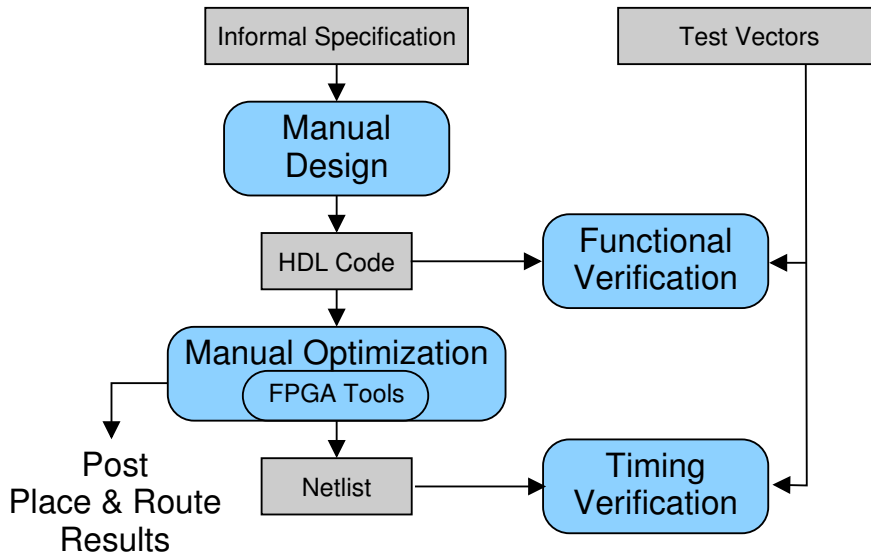 Informal Specification
Test Vectors
Manual
Design
HDL Code
Functional
Verification
Manual Optimization
FPGA Tools
Post
Place & Route
Results
Netlist
Timing
Verification